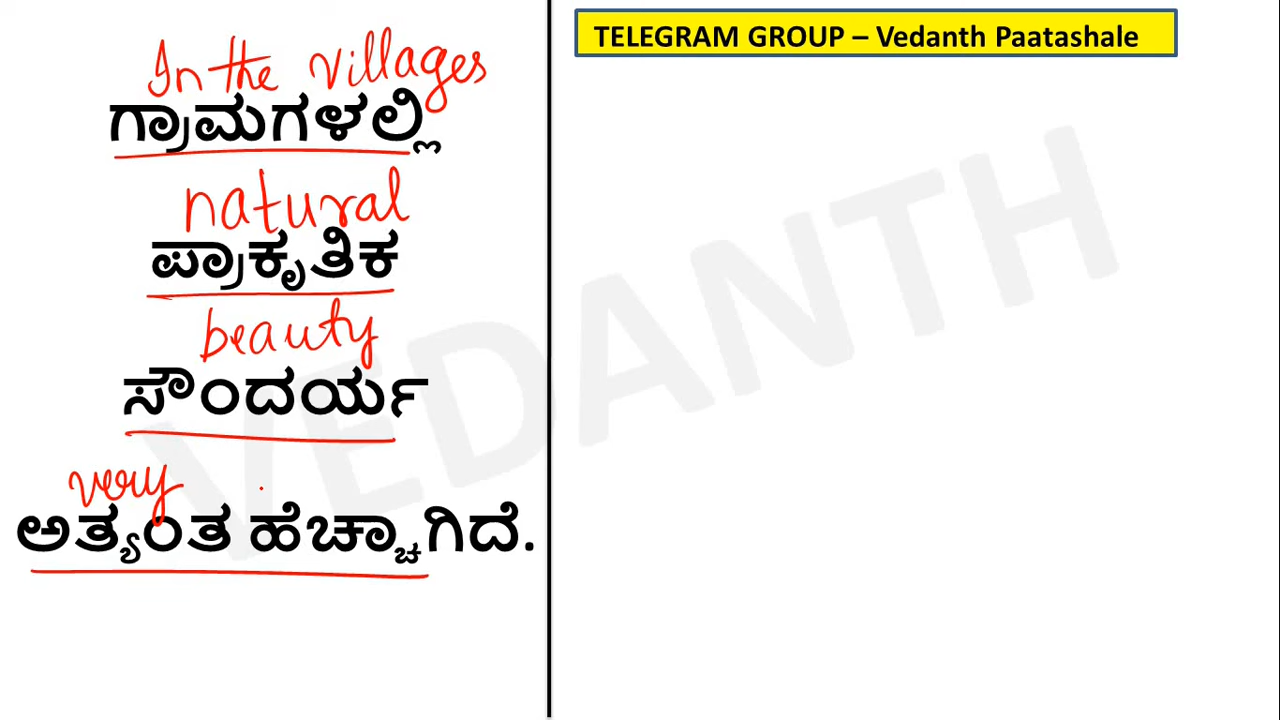 In the villages
ಗ್ರಾಮಗಳಲ್ಲಿ
natural
ಪ್ರಾಕೃತಿಕ
beauty
ಸೌಂದರ್ಯ
very
ಅತ್ಯಂತ ಹೆಚ್ಚಾಗಿದೆ.
TELEGRAM GROUP – Vedanth Paatashale
VEDANTH